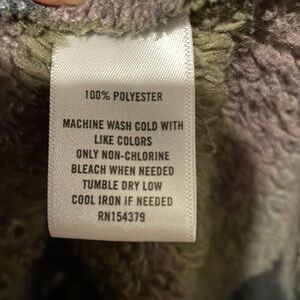 100% POLYESTER
MACHINE WASH COLD WITH
LIKE COLORS
ONLY NON-CHLORINE
BLEACH WHEN NEEDED
TUMBLE DRY LOW
COOL IRON IF NEEDED
RN154379